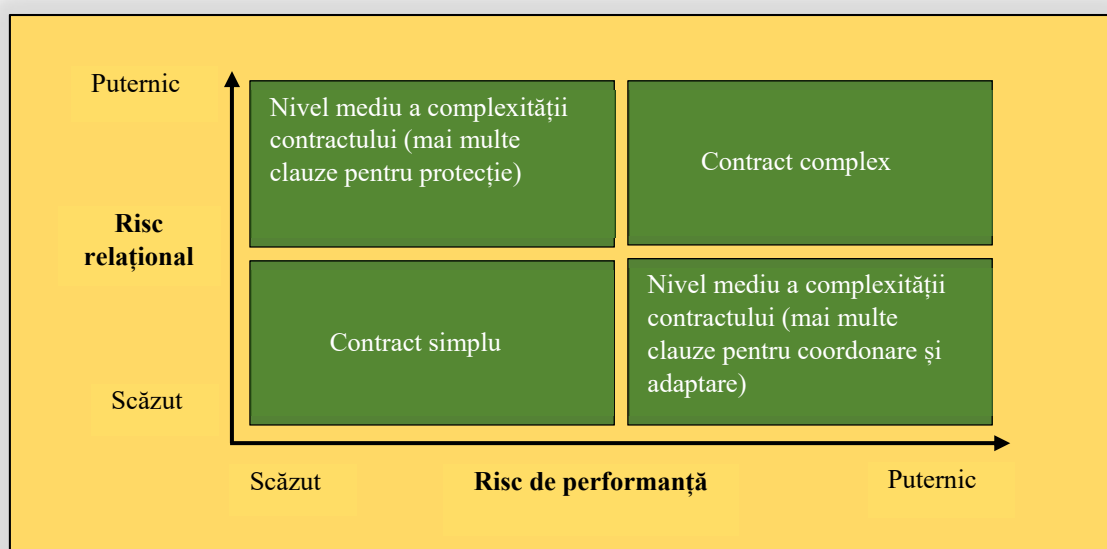 Puternic
Nivel mediu a complexității
contractului (mai multe
clauze pentru protecție)
Contract complex
Risc
relațional
Contract simplu
Nivel mediu a complexității
contractului (mai multe
clauze pentru coordonare și
adaptare)
Scăzut
Scăzut
Risc de performanță
Puternic